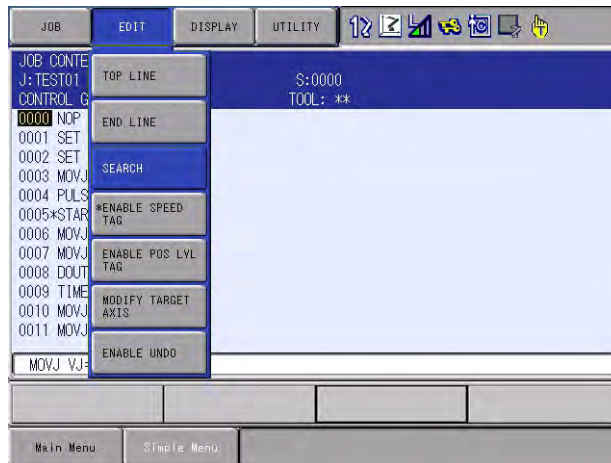 JOB EDIT DISPLAY UTILITY
JOB CONTE
J:TEST01 S:0000
CONTROL G TOOL: **
TOP LINE
END LINE
SEARCH
*ENABLE SPEED
TAG
ENABLE POS LVL
TAG
MODIFY TARGET
AXIS
ENABLE UNDO
0000 NOP
0001 SET
0002 SET
0003 MOVJ
0004 PULS
0005*STAR
0006 MOVJ
0007 MOVJ
0008 DOUT
0009 TIME
0010 MOVJ
0011 MOVJ
MOVJ VJ=
Main Menu Simple Menu